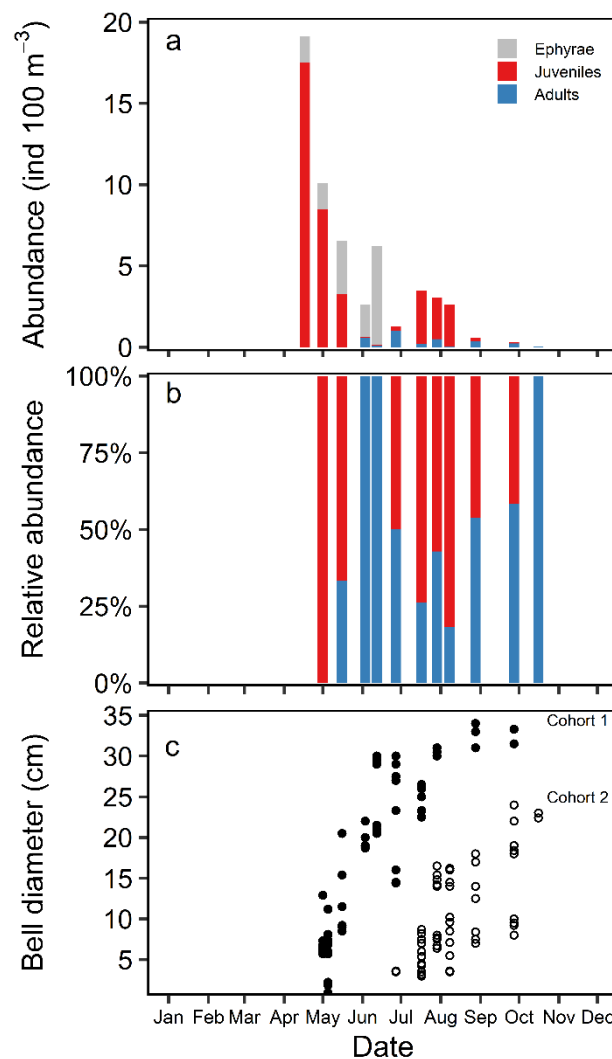 a
Abundance (ind 100 m⁻³)
20
15
10
5
0
Ephyrae
Juveniles
Adults
b
Relative abundance
100%
75%
50%
25%
0%
c
Bell diameter (cm)
35
30
25
20
15
10
5
Cohort 1
Cohort 2
Jan Feb Mar Apr May Jun Jul Aug Sep Oct Nov Dec
Date